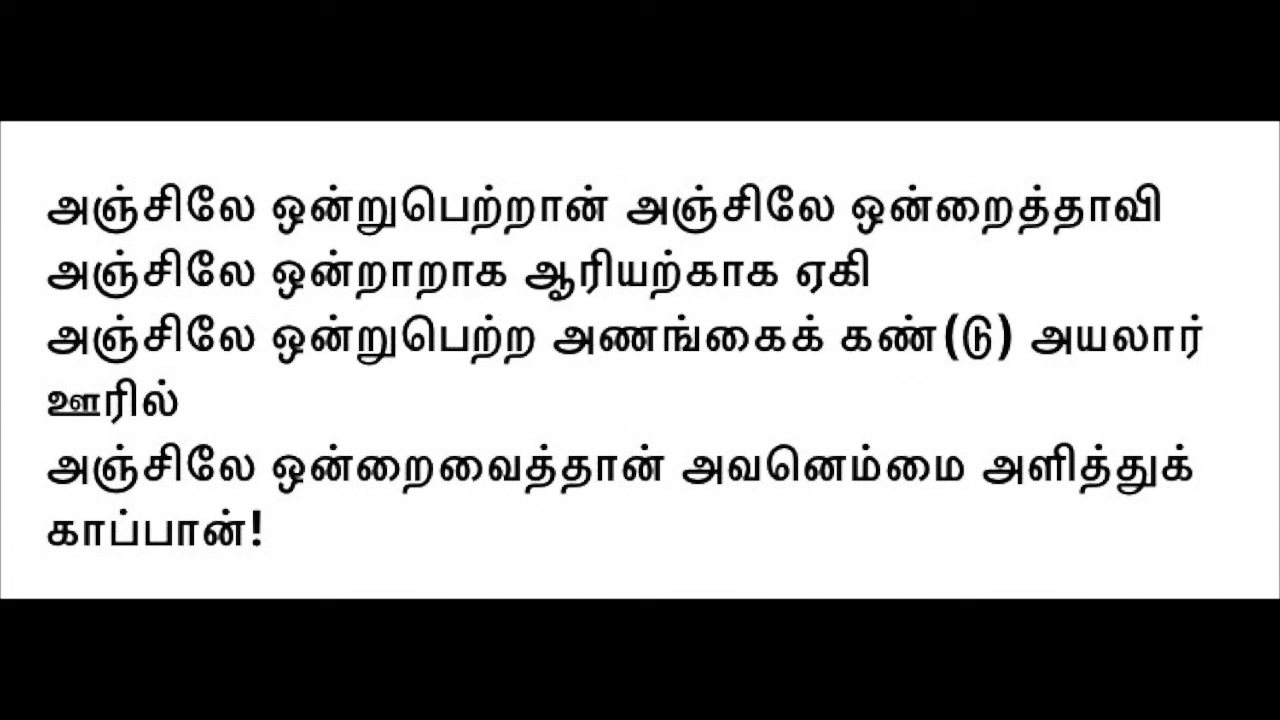 அஞ்சிலே ஒன்றுபெற்றான் அஞ்சிலே ஒன்றைத்தாவி
அஞ்சிலே ஒன்றாறாக ஆரியற்காக ஏகி
அஞ்சிலே ஒன்றுபெற்ற அணங்கைக் கண்(டு) அயலார்
ஊரில்
அஞ்சிலே ஒன்றைவைத்தான் அவனெம்மை அளித்துக்
காப்பான்!